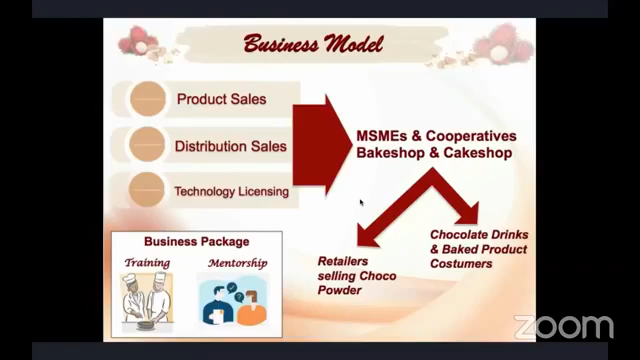 Business Model
Product Sales
Distribution Sales
Technology Licensing
MSMEs & Cooperatives
Bakeshop & Cakeshop
Retailers
selling Choco
Powder
Chocolate Drinks
& Baked Product
Costumers
Business Package
Training
Mentorship
zoom